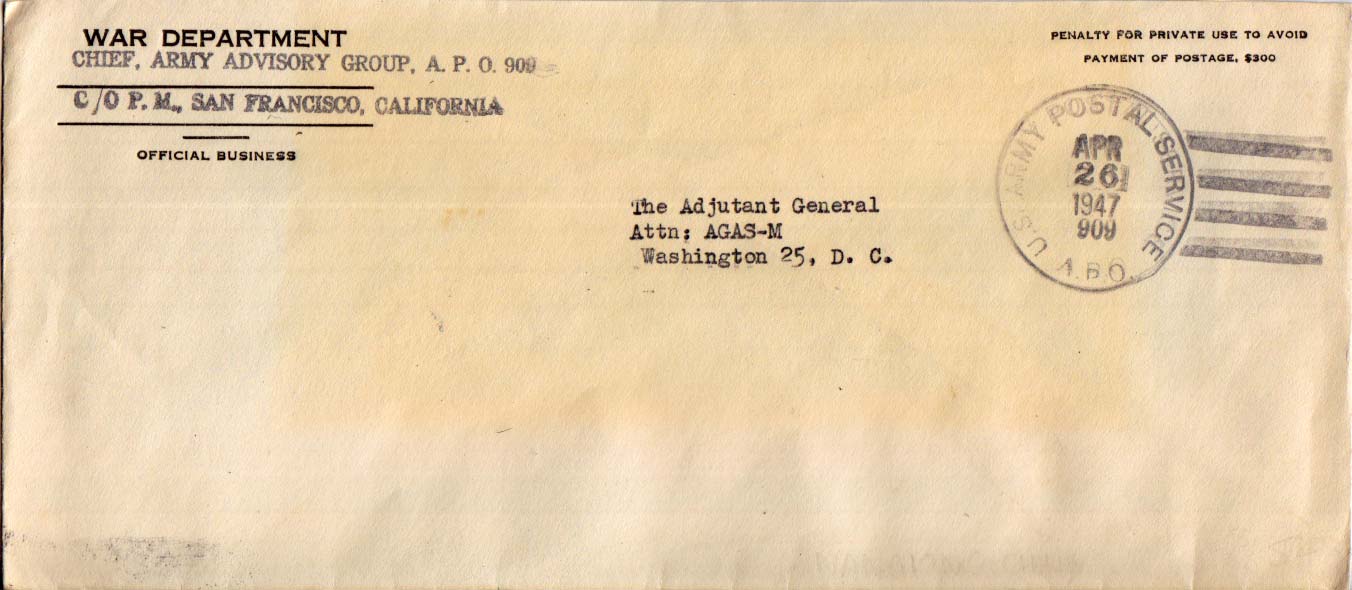 WAR DEPARTMENT
CHIEF, ARMY ADVISORY GROUP, A. P. O. 909
C/O P. M., SAN FRANCISCO, CALIFORNIA
OFFICIAL BUSINESS
PENALTY FOR PRIVATE USE TO AVOID
PAYMENT OF POSTAGE, $300
U.S. ARMY POSTAL SERVICE
APR
26
1947
909
A.P.O.
The Adjutant General
Attn: AGAS-M
Washington 25, D. C.